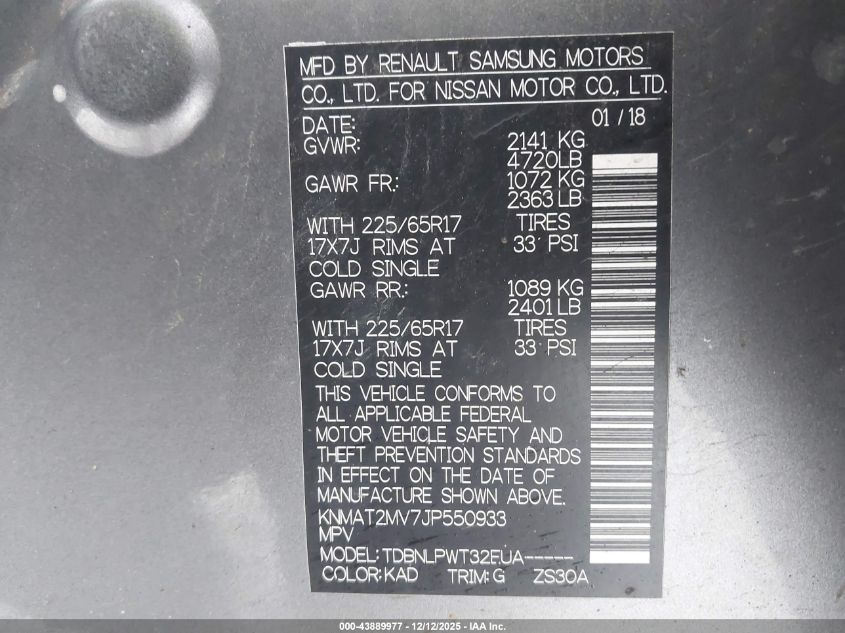 MFD BY RENAULT SAMSUNG MOTORS
CO., LTD. FOR NISSAN MOTOR CO., LTD.
DATE: 01 / 18
GVWR: 2141 KG
4720LB
GAWR FR.: 1072 KG
2363 LB
WITH 225/65R17 TIRES
17X7J RIMS AT 33 PSI
COLD SINGLE
GAWR RR.: 1089 KG
2401 LB
WITH 225/65R17 TIRES
17X7J RIMS AT 33 PSI
COLD SINGLE
THIS VEHICLE CONFORMS TO
ALL APPLICABLE FEDERAL
MOTOR VEHICLE SAFETY AND
THEFT PREVENTION STANDARDS
IN EFFECT ON THE DATE OF
MANUFACTURE SHOWN ABOVE.
KNMAT2MV7JP550933
MPV
MODEL: TDBNLPWT32EUA-----
COLOR: KAD TRIM: G ZS30A
000-43889977 - 12/12/2025 - IAA Inc.